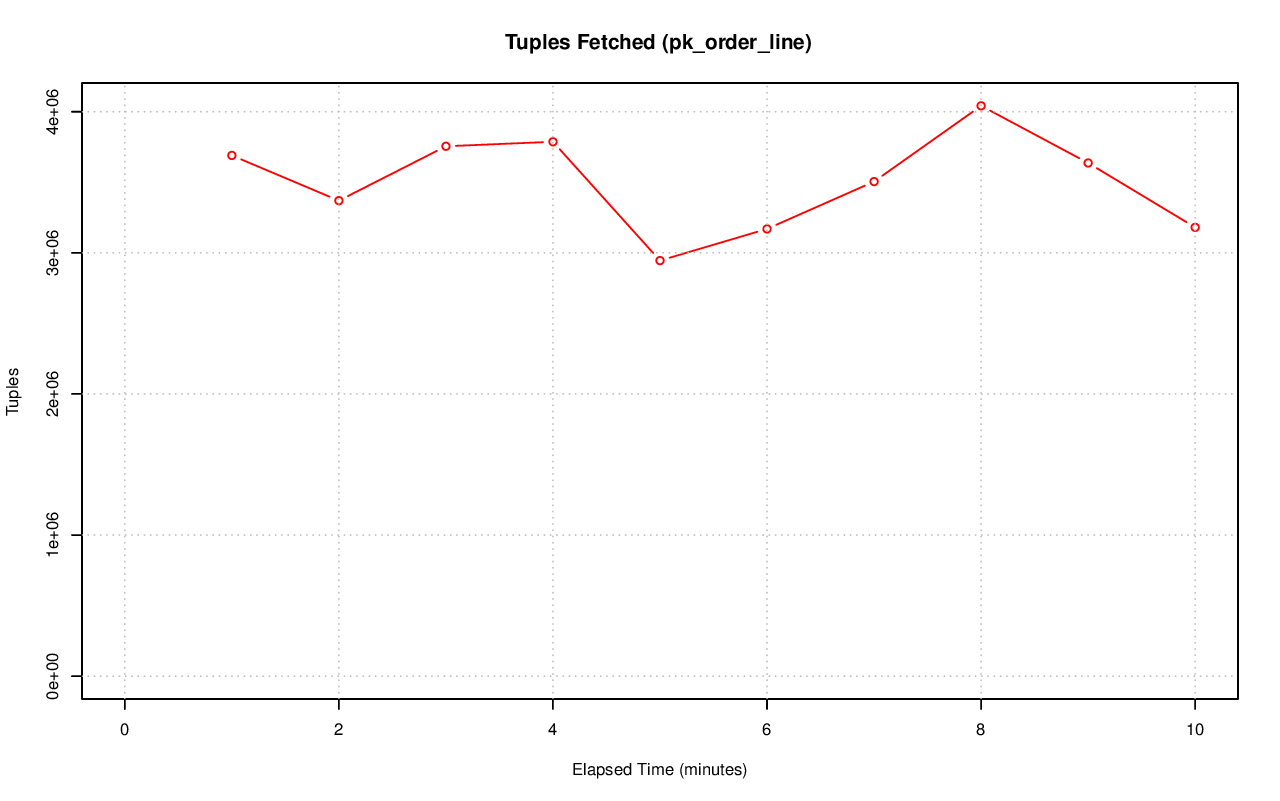 Tuples Fetched (pk_order_line)
4e+06
3e+06
2e+06
1e+06
0e+00
Tuples
0 2 4 6 8 10
Elapsed Time (minutes)